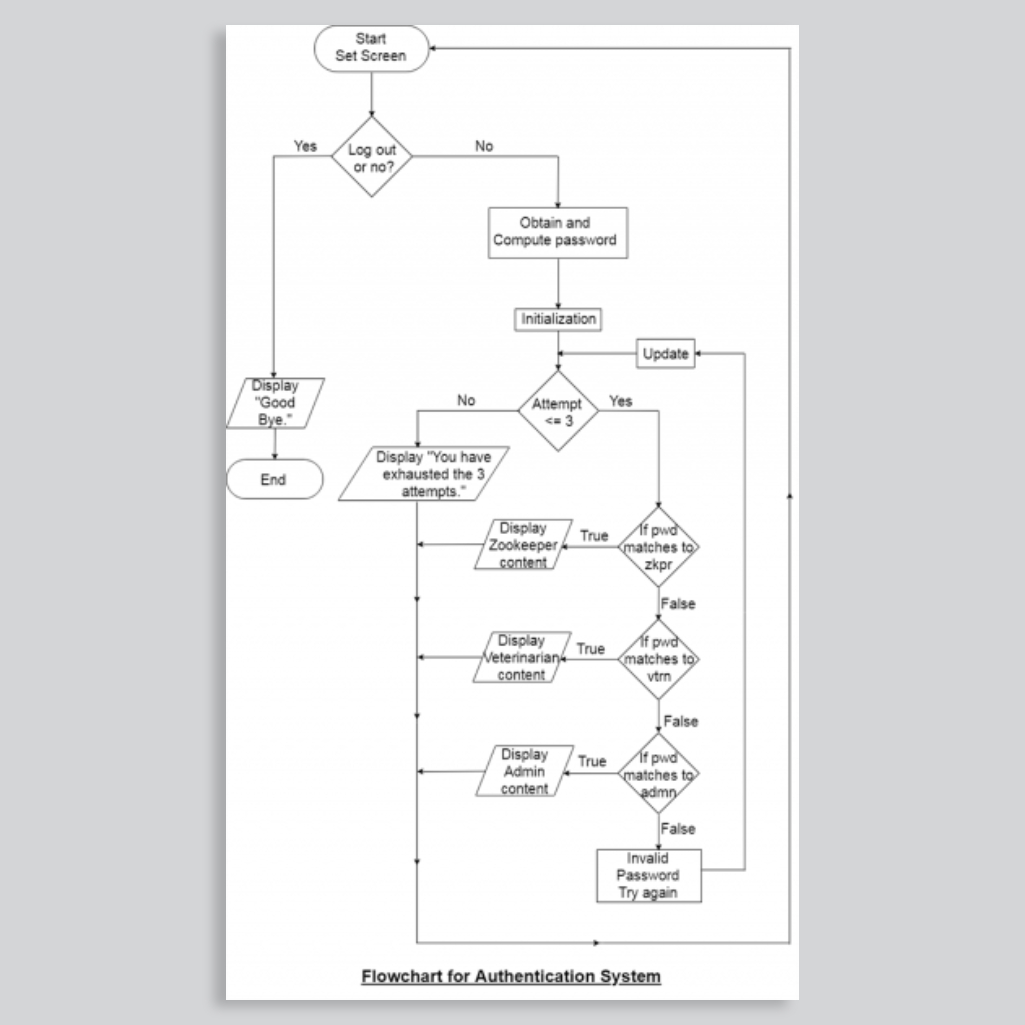 Start
Set Screen
Log out
or no?
Yes
No
Obtain and
Compute password
Initialization
Update
Attempt
<= 3
No
Yes
Display
"Good
Bye."
End
Display "You have
exhausted the 3
attempts."
If pwd
matches to
zkpr
True
Display
Zookeeper
content
False
If pwd
matches to
vtrn
True
Display
Veterinarian
content
False
If pwd
matches to
admn
True
Display
Admin
content
False
Invalid
Password
Try again
Flowchart for Authentication System